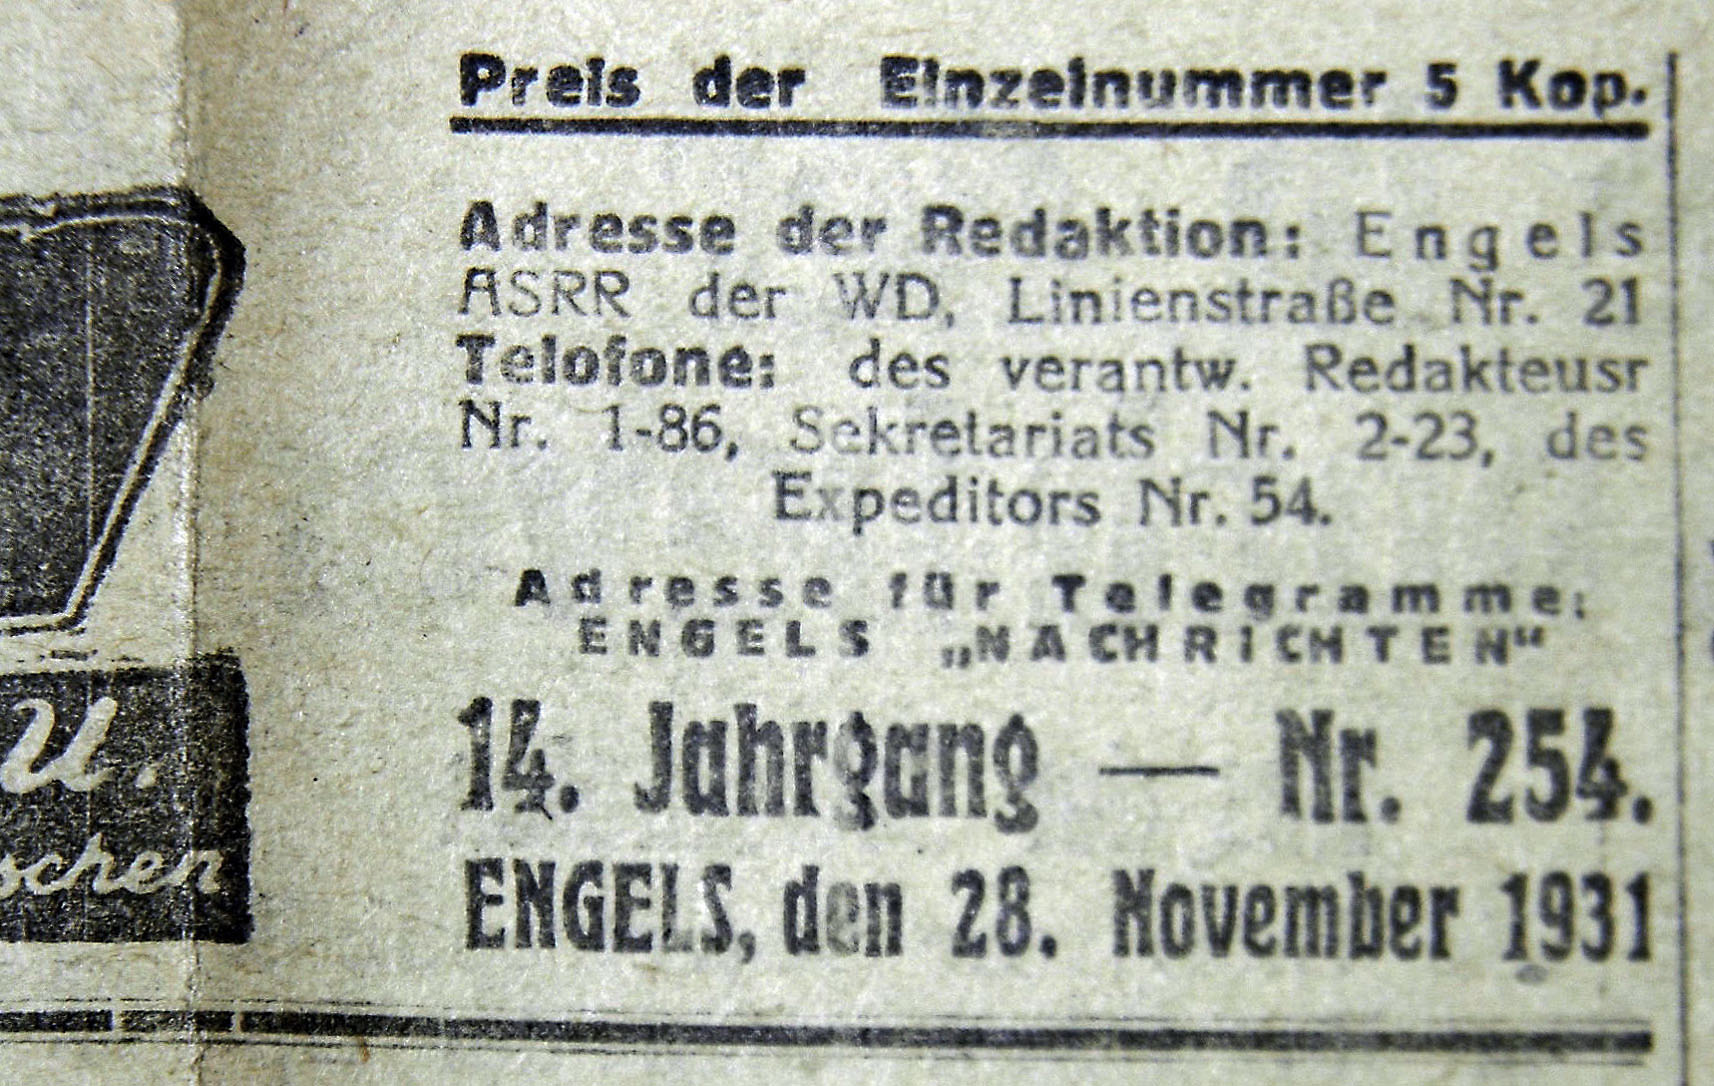 Preis der Einzelnummer 5 Kop.
Adresse der Redaktion: Engels
ASRR der WD, Linienstraße Nr. 21
Telofone: des verantw. Redakteusr
Nr. 1-86, Sekretariats Nr. 2-23, des
Expeditors Nr. 54.
Adresse für Telegramme:
ENGELS „NACHRICHTEN“
14. Jahrgang — Nr. 254.
ENGELS, den 28. November 1931
U.
schen